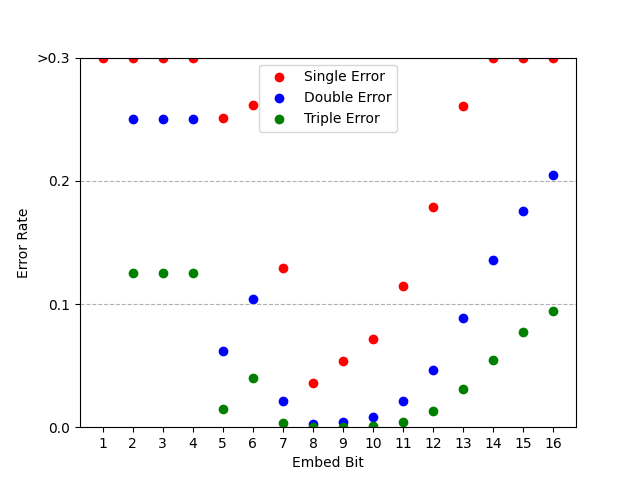 >0.3
0.2
0.1
0.0
Error Rate
Single Error
Double Error
Triple Error
1 2 3 4 5 6 7 8 9 10 11 12 13 14 15 16
Embed Bit